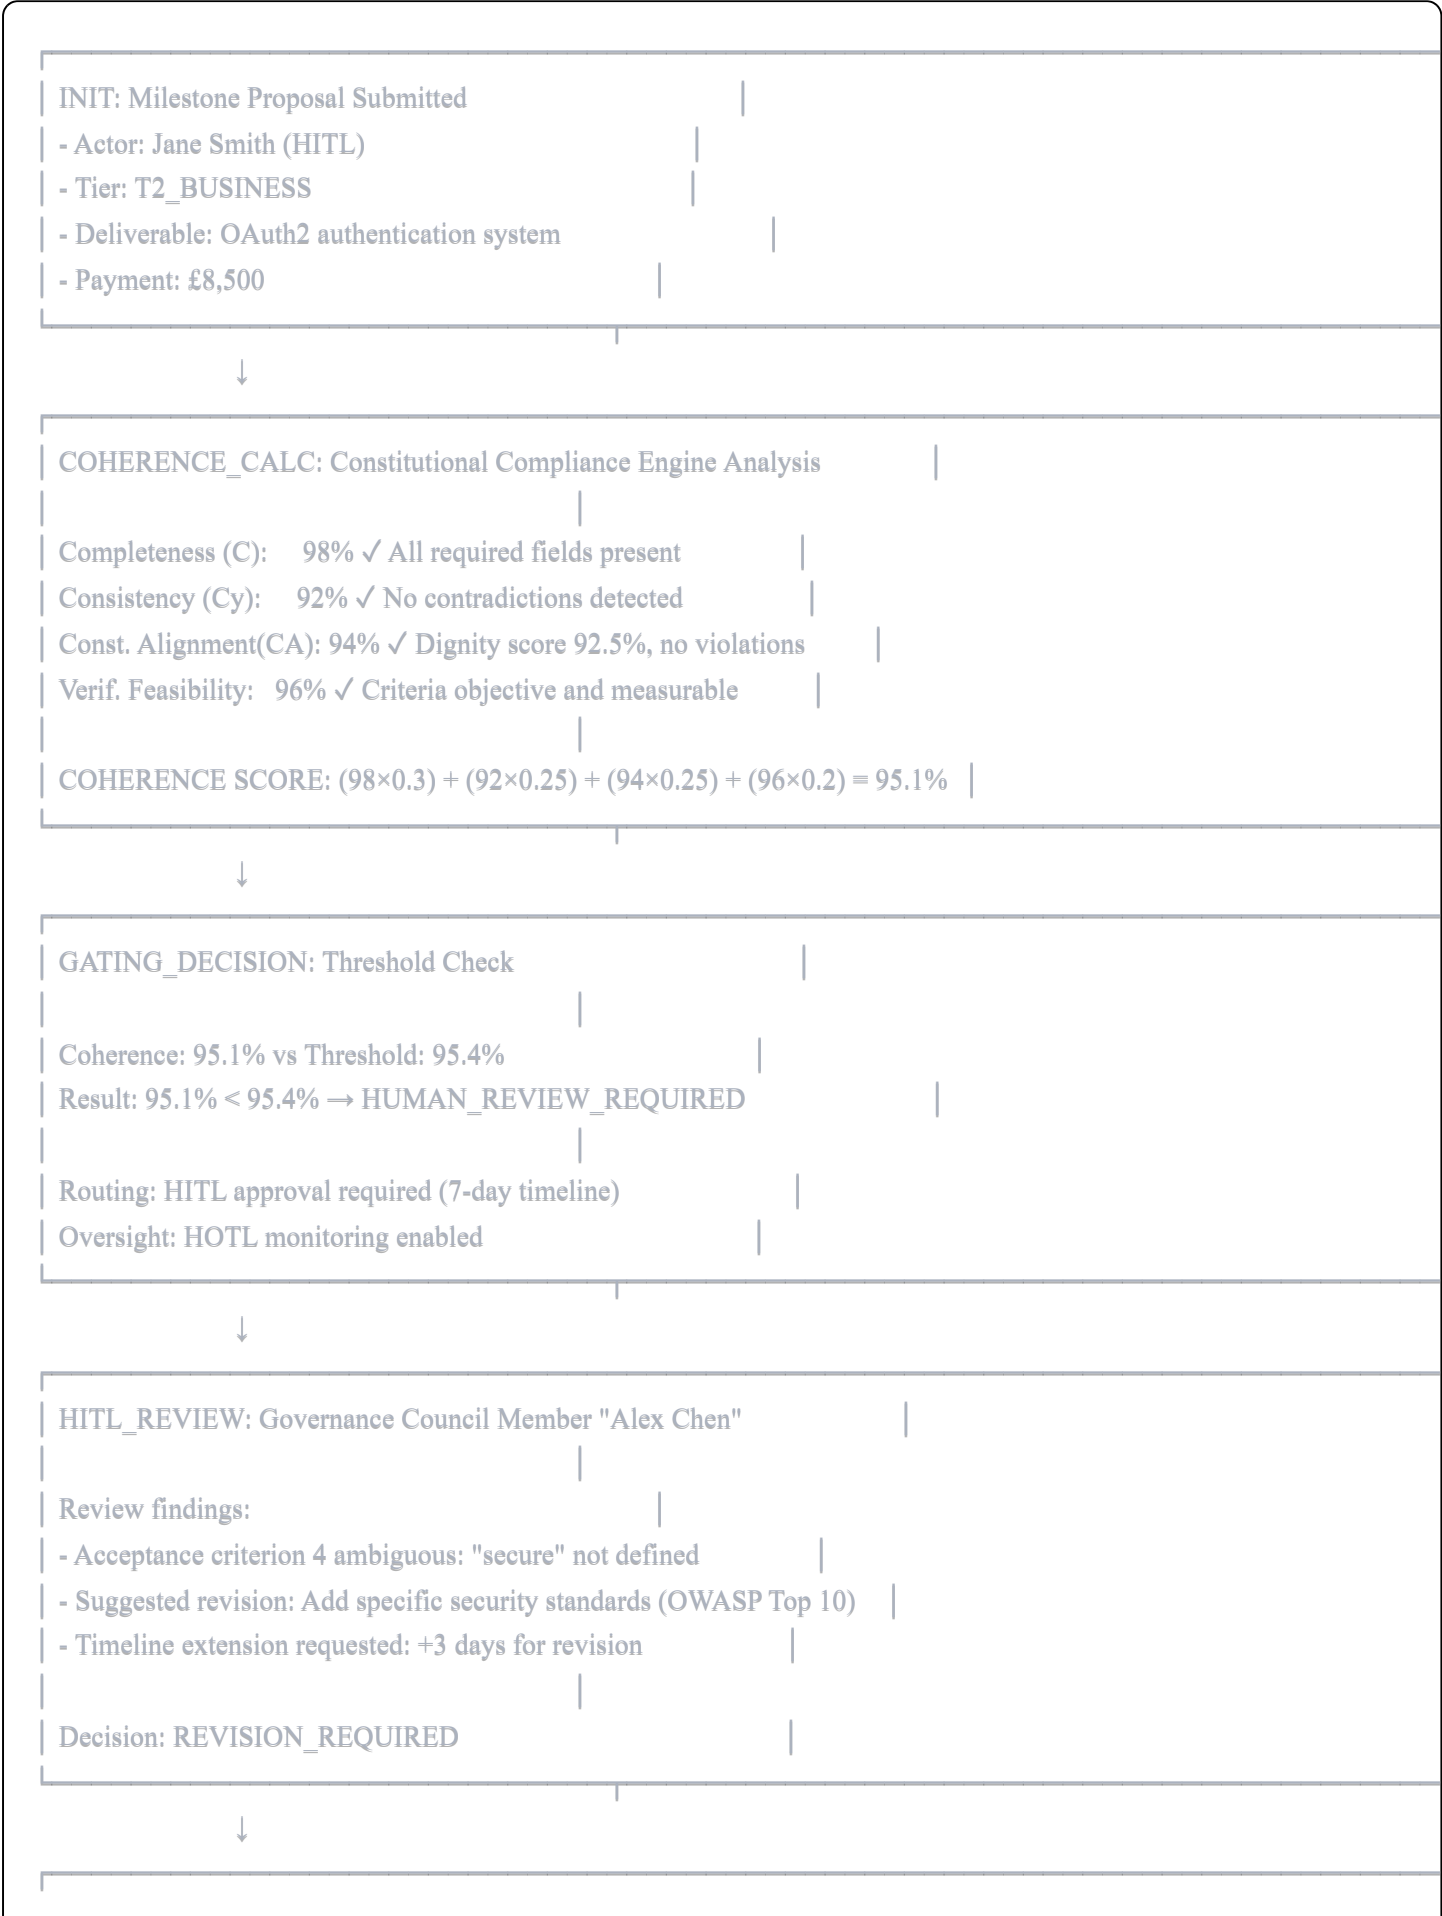 INIT: Milestone Proposal Submitted
- Actor: Jane Smith (HITL)
- Tier: T2_BUSINESS
- Deliverable: OAuth2 authentication system
- Payment: £8,500
↓
COHERENCE_CALC: Constitutional Compliance Engine Analysis
Completeness (C): 98% ✓ All required fields present
Consistency (Cy): 92% ✓ No contradictions detected
Const. Alignment(CA): 94% ✓ Dignity score 92.5%, no violations
Verif. Feasibility: 96% ✓ Criteria objective and measurable
COHERENCE SCORE: (98×0.3) + (92×0.25) + (94×0.25) + (96×0.2) = 95.1%
↓
GATING_DECISION: Threshold Check
Coherence: 95.1% vs Threshold: 95.4%
Result: 95.1% < 95.4% → HUMAN_REVIEW_REQUIRED
Routing: HITL approval required (7-day timeline)
Oversight: HOTL monitoring enabled
↓
HITL_REVIEW: Governance Council Member "Alex Chen"
Review findings:
- Acceptance criterion 4 ambiguous: "secure" not defined
- Suggested revision: Add specific security standards (OWASP Top 10)
- Timeline extension requested: +3 days for revision
Decision: REVISION_REQUIRED
↓